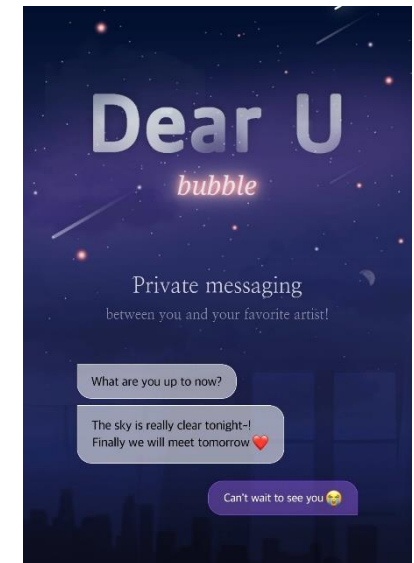 Dear U
bubble
Private messaging
between you and your favorite artist!
What are you up to now?
The sky is really clear tonight~!
Finally we will meet tomorrow ❤️
Can't wait to see you 😭